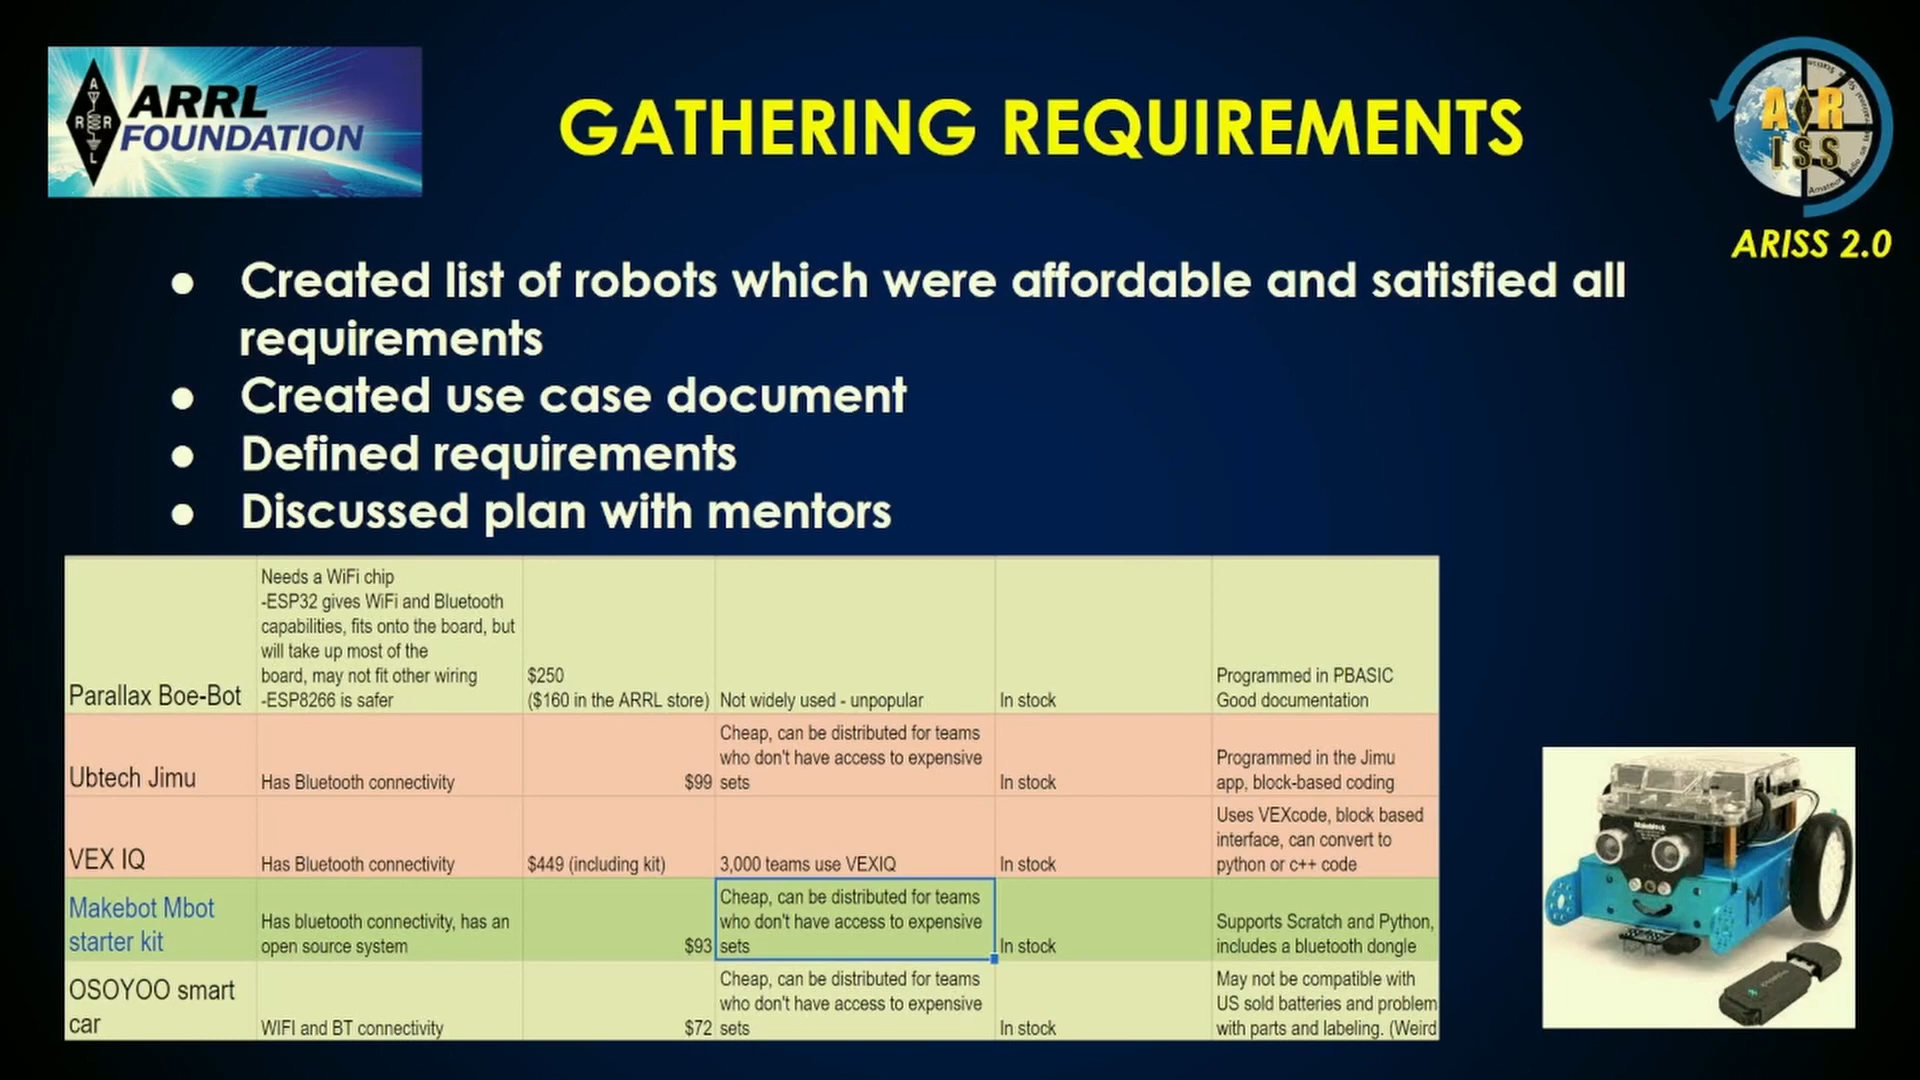 ARRL
FOUNDATION
A
R R
L
GATHERING REQUIREMENTS
A R
ISS
ARISS 2.0
● Created list of robots which were affordable and satisfied all
requirements
● Created use case document
● Defined requirements
● Discussed plan with mentors
Parallax Boe-Bot
Needs a WiFi chip
-ESP32 gives WiFi and Bluetooth
capabilities, fits onto the board, but
will take up most of the
board, may not fit other wiring
-ESP8266 is safer
$250
($160 in the ARRL store)
Not widely used - unpopular
In stock
Programmed in PBASIC
Good documentation
Ubtech Jimu
Has Bluetooth connectivity
$99
Cheap, can be distributed for teams
who don't have access to expensive
sets
In stock
Programmed in the Jimu
app, block-based coding
VEX IQ
Has Bluetooth connectivity
$449 (including kit)
3,000 teams use VEXIQ
In stock
Uses VEXcode, block based
interface, can convert to
python or c++ code
Makebot Mbot
starter kit
Has bluetooth connectivity, has an
open source system
$93
Cheap, can be distributed for teams
who don't have access to expensive
sets
In stock
Supports Scratch and Python,
includes a bluetooth dongle
OSOYOO smart
car
WIFI and BT connectivity
$72
Cheap, can be distributed for teams
who don't have access to expensive
sets
In stock
May not be compatible with
US sold batteries and problem
with parts and labeling. (Weird